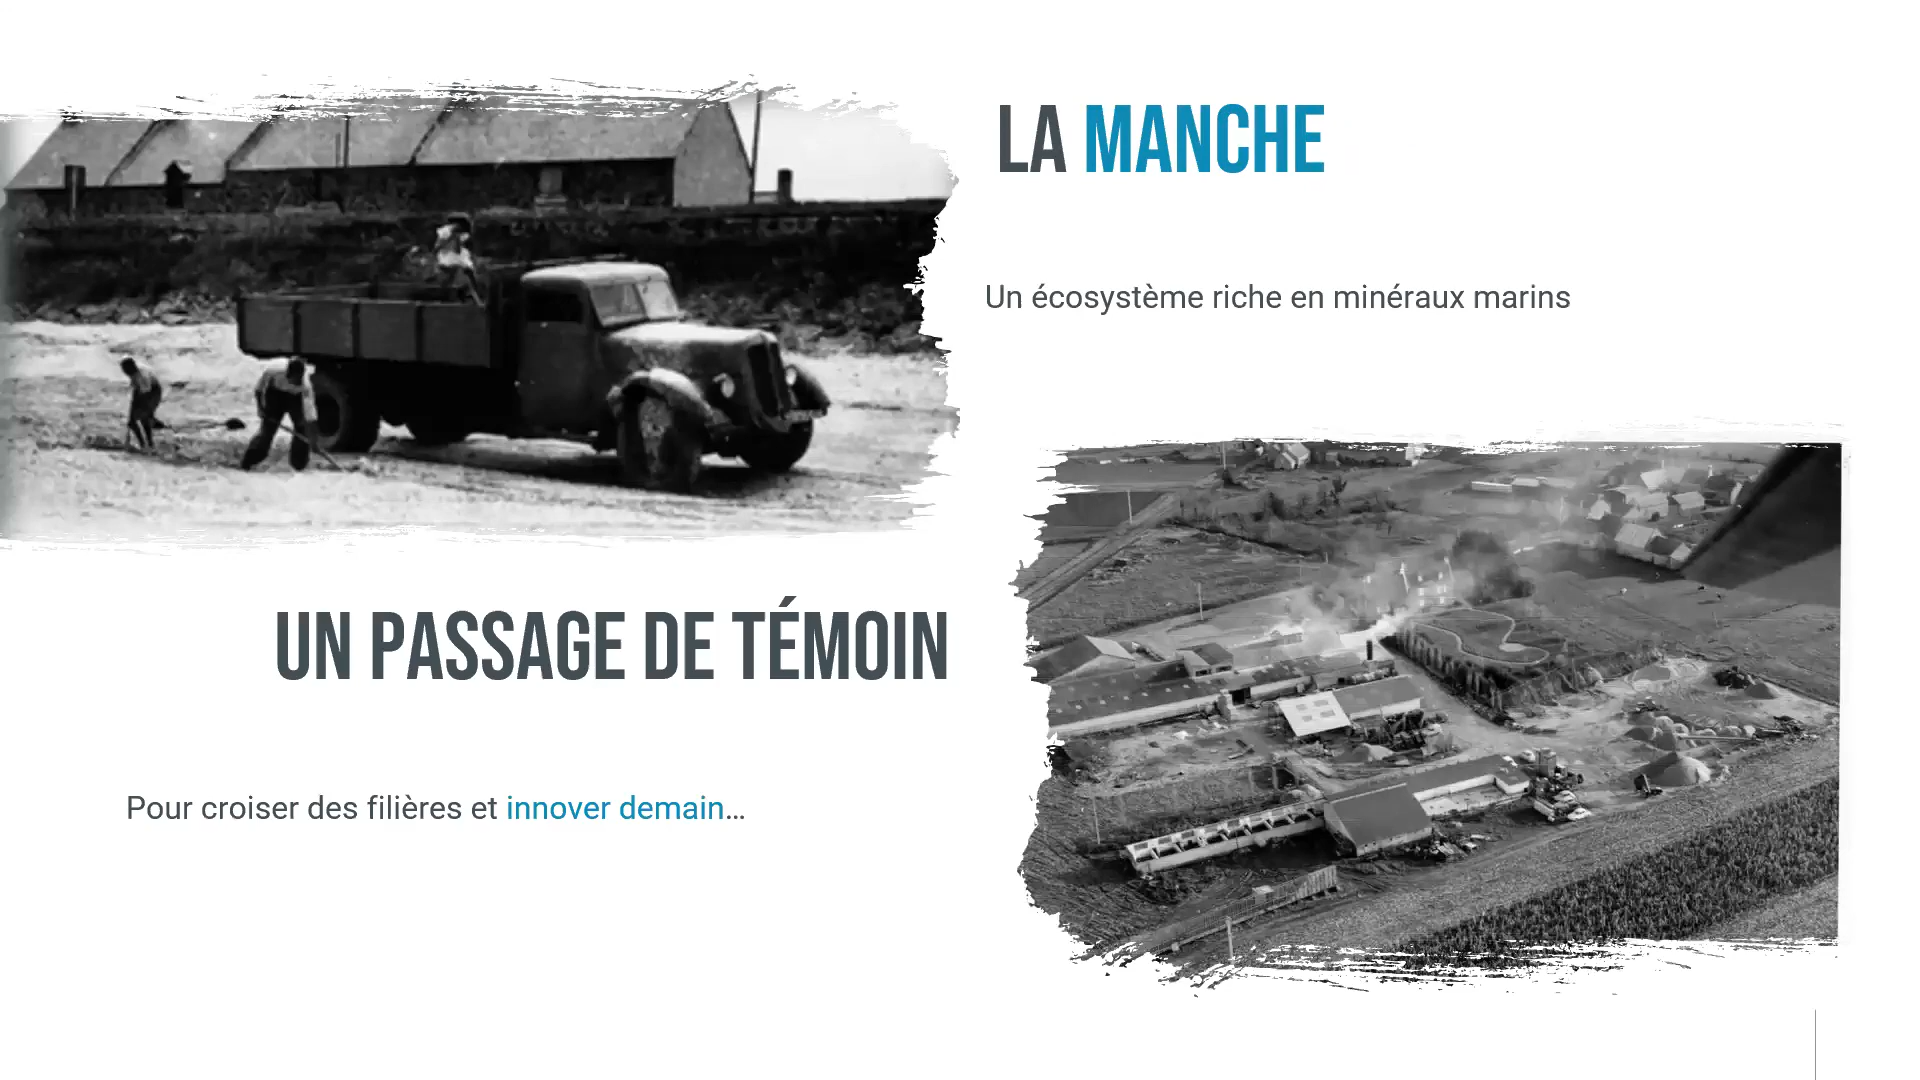 LA MANCHE
Un écosystème riche en minéraux marins
UN PASSAGE DE TÉMOIN
Pour croiser des filières et innover demain…